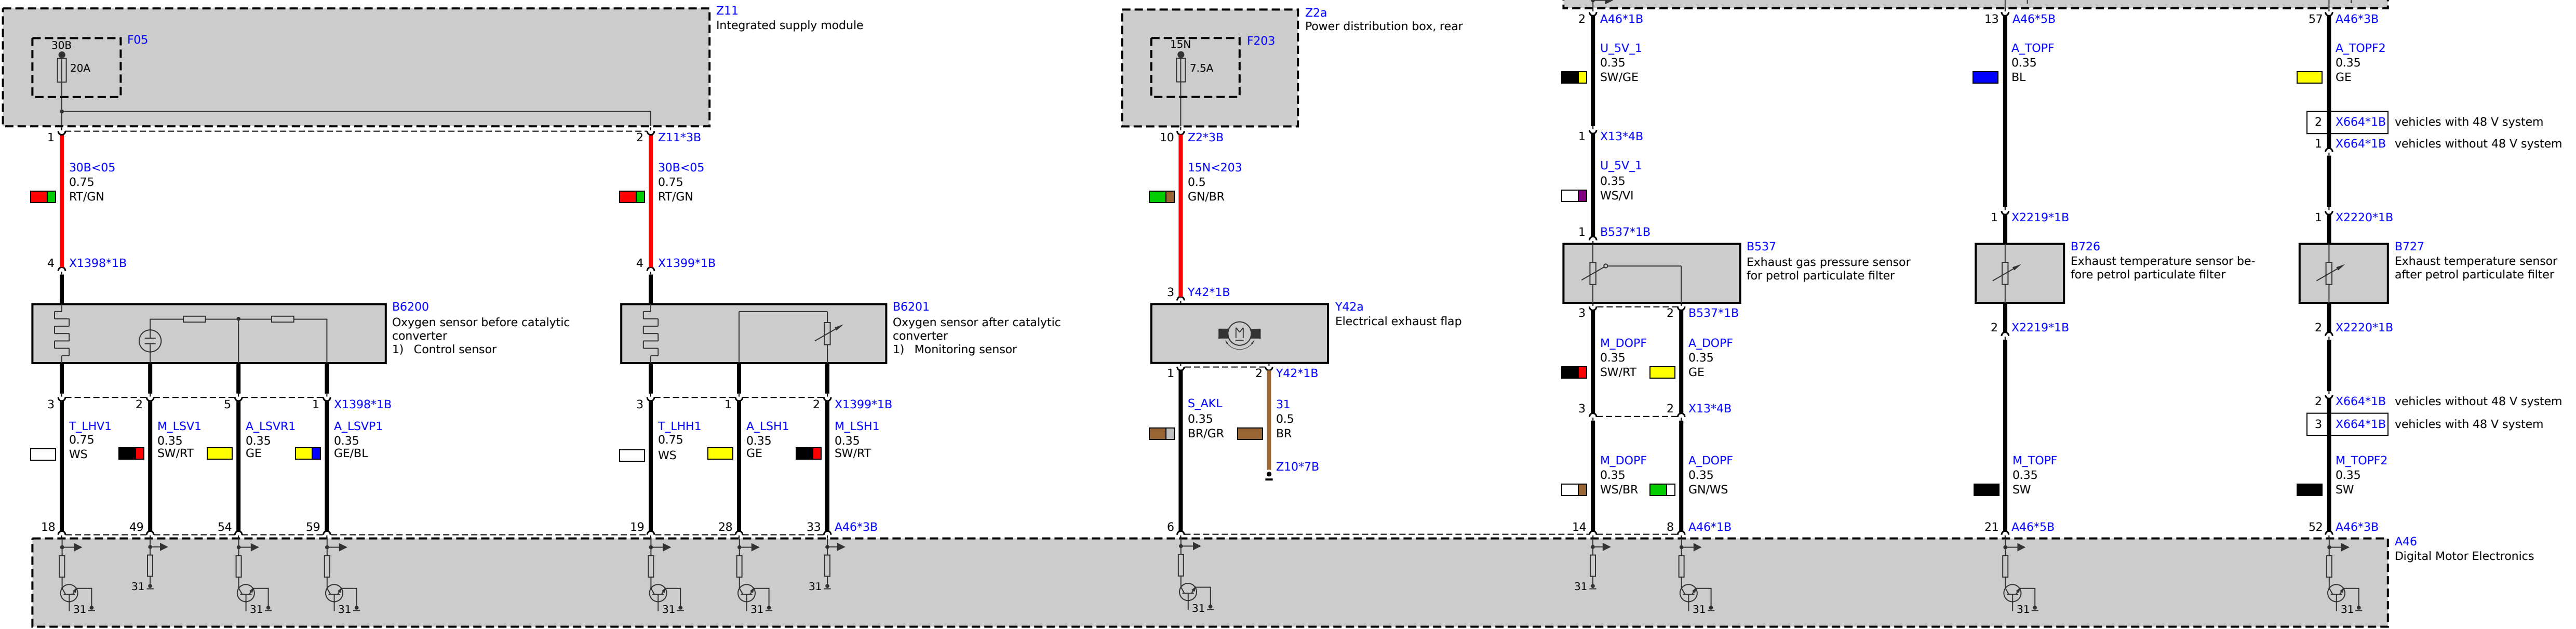 Z11
Integrated supply module
F05
30B
20A
1
2
Z11*3B
30B<05
0.75
RT/GN
30B<05
0.75
RT/GN
4
X1398*1B
4
X1399*1B
B6200
Oxygen sensor before catalytic
converter
1) Control sensor
B6201
Oxygen sensor after catalytic
converter
1) Monitoring sensor
3
2
5
1
X1398*1B
T_LHV1
0.75
WS
M_LSV1
0.35
SW/RT
A_LSVR1
0.35
GE
A_LSVP1
0.35
GE/BL
18
49
54
59
3
1
2
X1399*1B
T_LHH1
0.75
WS
A_LSH1
0.35
GE
M_LSH1
0.35
SW/RT
19
28
33
A46*3B
Z2a
Power distribution box, rear
F203
15N
7.5A
10
Z2*3B
15N<203
0.5
GN/BR
3
Y42*1B
Y42a
Electrical exhaust flap
M
1
2
Y42*1B
S_AKL
0.35
BR/GR
31
0.5
BR
Z10*7B
6
2
A46*1B
U_5V_1
0.35
SW/GE
1
X13*4B
U_5V_1
0.35
WS/VI
1
B537*1B
B537
Exhaust gas pressure sensor
for petrol particulate filter
3
2
B537*1B
M_DOPF
0.35
SW/RT
A_DOPF
0.35
GE
3
2
X13*4B
M_DOPF
0.35
WS/BR
A_DOPF
0.35
GN/WS
14
8
A46*1B
13
A46*5B
A_TOPF
0.35
BL
1
X2219*1B
B726
Exhaust temperature sensor be-
fore petrol particulate filter
2
X2219*1B
M_TOPF
0.35
SW
21
A46*5B
57
A46*3B
A_TOPF2
0.35
GE
2
X664*1B
vehicles with 48 V system
1
X664*1B
vehicles without 48 V system
1
X2220*1B
B727
Exhaust temperature sensor
after petrol particulate filter
2
X2220*1B
2
X664*1B
vehicles without 48 V system
3
X664*1B
vehicles with 48 V system
M_TOPF2
0.35
SW
52
A46*3B
A46
Digital Motor Electronics
31
31
31
31
31
31
31
31
31
31
31
31